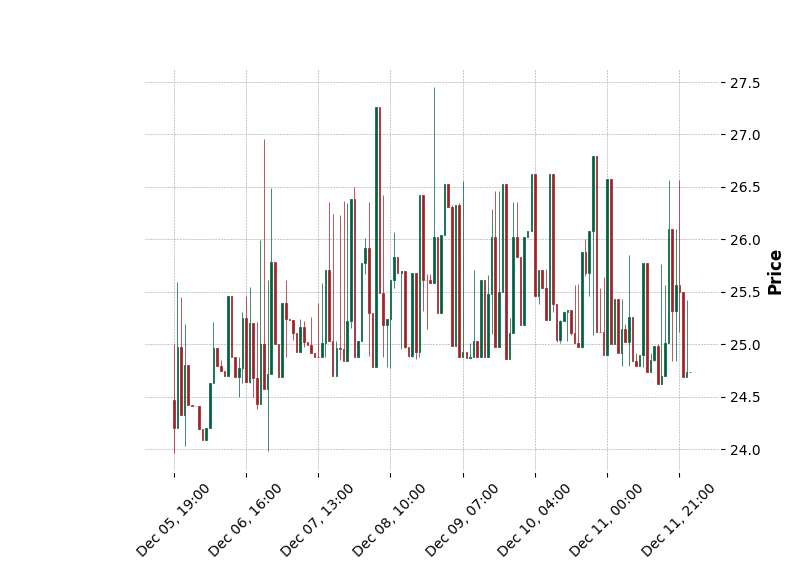 27.5
27.0
26.5
26.0
25.5
25.0
24.5
24.0
Price
Dec 05, 19:00
Dec 06, 16:00
Dec 07, 13:00
Dec 08, 10:00
Dec 09, 07:00
Dec 10, 04:00
Dec 11, 00:00
Dec 11, 21:00